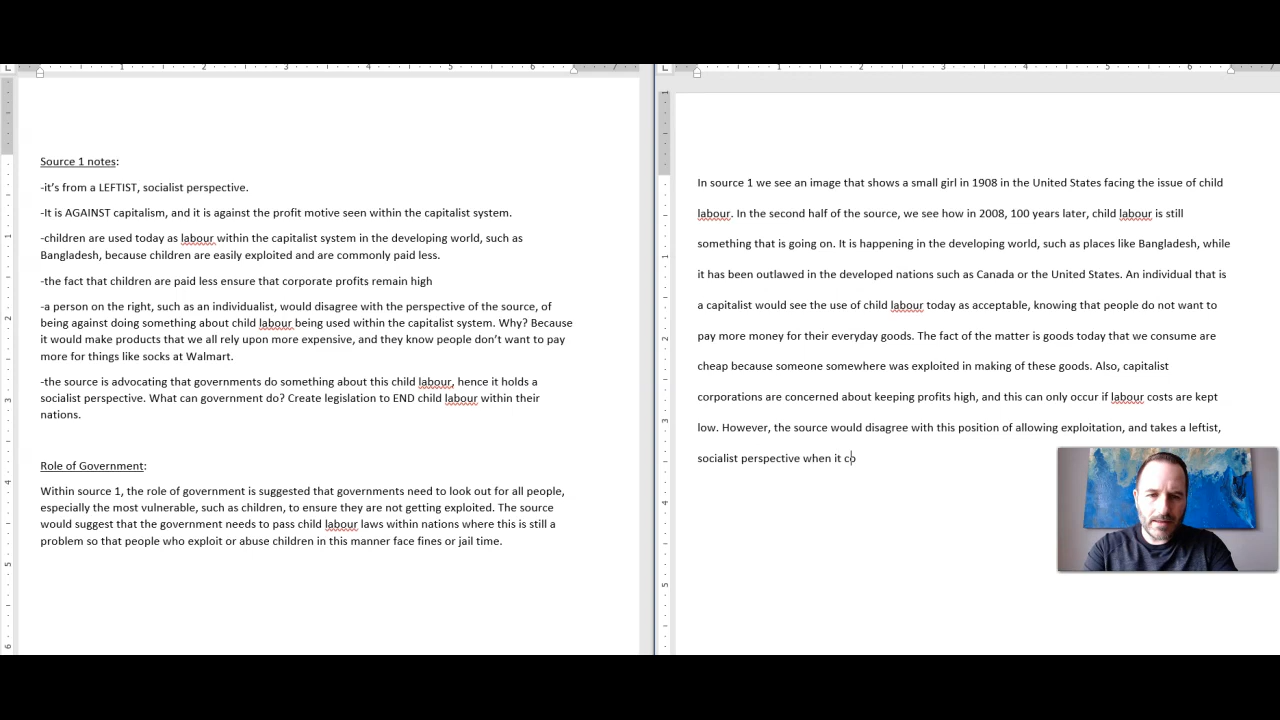 Source 1 notes:
-it's from a LEFTIST, socialist perspective.
-It is AGAINST capitalism, and it is against the profit motive seen within the capitalist system.
-children are used today as labour within the capitalist system in the developing world, such as
Bangladesh, because children are easily exploited and are commonly paid less.
-the fact that children are paid less ensure that corporate profits remain high
-a person on the right, such as an individualist, would disagree with the perspective of the source, of
being against doing something about child labour being used within the capitalist system. Why? Because
it would make products that we all rely upon more expensive, and they know people don't want to pay
more for things like socks at Walmart.
-the source is advocating that governments do something about this child labour, hence it holds a
socialist perspective. What can government do? Create legislation to END child labour within their
nations.
Role of Government:
Within source 1, the role of government is suggested that governments need to look out for all people,
especially the most vulnerable, such as children, to ensure they are not getting exploited. The source
would suggest that the government needs to pass child labour laws within nations where this is still a
problem so that people who exploit or abuse children in this manner face fines or jail time.
In source 1 we see an image that shows a small girl in 1908 in the United States facing the issue of child
labour. In the second half of the source, we see how in 2008, 100 years later, child labour is still
something that is going on. It is happening in the developing world, such as places like Bangladesh, while
it has been outlawed in the developed nations such as Canada or the United States. An individual that is
a capitalist would see the use of child labour today as acceptable, knowing that people do not want to
pay more money for their everyday goods. The fact of the matter is goods today that we consume are
cheap because someone somewhere was exploited in making of these goods. Also, capitalist
corporations are concerned about keeping profits high, and this can only occur if labour costs are kept
low. However, the source would disagree with this position of allowing exploitation, and takes a leftist,
socialist perspective when it co